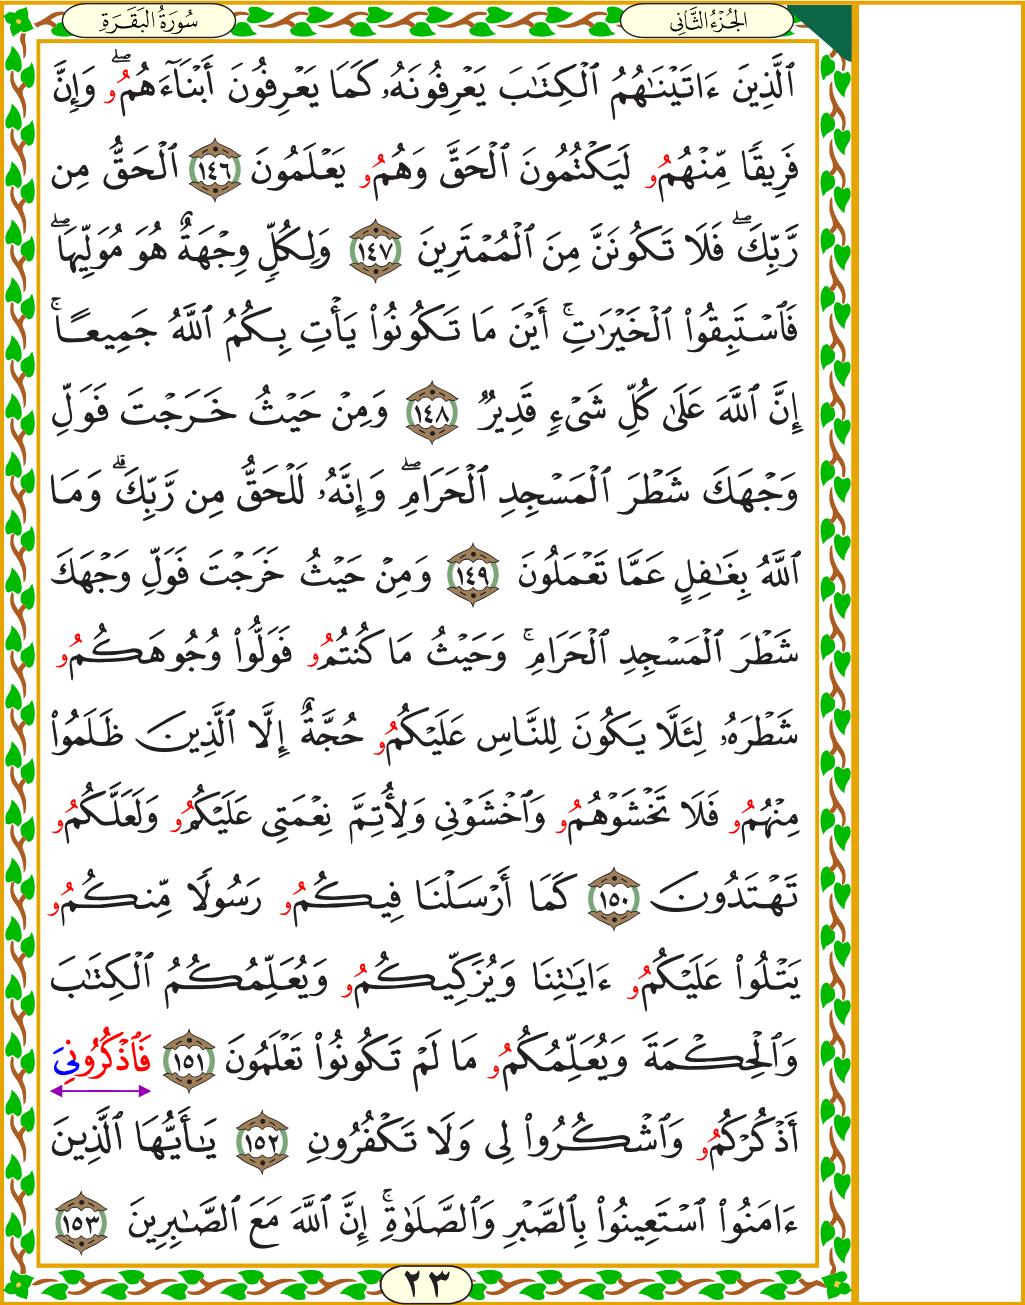 الجُزْءُ الثَّانِي
سُورَةُ البَقَرَةِ
ٱلَّذِينَ ءَاتَيْنَـٰهُمُ ٱلْكِتَـٰبَ يَعْرِفُونَهُۥ كَمَا يَعْرِفُونَ أَبْنَآءَهُمُۥ ۖ وَإِنَّ
فَرِيقًا مِّنْهُمُۥ لَيَكْتُمُونَ ٱلْحَقَّ وَهُمُۥ يَعْلَمُونَ ١٤٦ ٱلْحَقُّ مِن
رَّبِّكَ ۖ فَلَا تَكُونَنَّ مِنَ ٱلْمُمْتَرِينَ ١٤٧ وَلِكُلٍّ وِجْهَةٌ هُوَ مُوَلِّيهَا ۖ
فَٱسْتَبِقُوا۟ ٱلْخَيْرَٰتِ ۚ أَيْنَ مَا تَكُونُوا۟ يَأْتِ بِكُمُ ٱللَّهُ جَمِيعًا ۚ
إِنَّ ٱللَّهَ عَلَىٰ كُلِّ شَىْءٍ قَدِيرٌ ١٤٨ وَمِنْ حَيْثُ خَرَجْتَ فَوَلِّ
وَجْهَكَ شَطْرَ ٱلْمَسْجِدِ ٱلْحَرَامِ ۖ وَإِنَّهُۥ لَلْحَقُّ مِن رَّبِّكَ ۗ وَمَا
ٱللَّهُ بِغَـٰفِلٍ عَمَّا تَعْمَلُونَ ١٤٩ وَمِنْ حَيْثُ خَرَجْتَ فَوَلِّ وَجْهَكَ
شَطْرَ ٱلْمَسْجِدِ ٱلْحَرَامِ ۚ وَحَيْثُ مَا كُنتُمُۥ فَوَلُّوا۟ وُجُوهَكُمُۥ
شَطْرَهُۥ لِئَلَّا يَكُونَ لِلنَّاسِ عَلَيْكُمُۥ حُجَّةٌ إِلَّا ٱلَّذِينَ ظَلَمُوا۟
مِنْهُمُۥ فَلَا تَخْشَوْهُمُۥ وَٱخْشَوْنِى وَلِأُتِمَّ نِعْمَتِى عَلَيْكُمُۥ وَلَعَلَّكُمُۥ
تَهْتَدُونَ ١٥٠ كَمَا أَرْسَلْنَا فِيكُمُۥ رَسُولًا مِّنكُمُۥ
يَتْلُوا۟ عَلَيْكُمُۥ ءَايَـٰتِنَا وَيُزَكِّيكُمُۥ وَيُعَلِّمُكُمُ ٱلْكِتَـٰبَ
وَٱلْحِكْمَةَ وَيُعَلِّمُكُمُۥ مَا لَمْ تَكُونُوا۟ تَعْلَمُونَ ١٥١ فَٱذْكُرُونِىَ
أَذْكُرْكُمُۥ وَٱشْكُرُوا۟ لِى وَلَا تَكْفُرُونِ ١٥٢ يَـٰأَيُّهَا ٱلَّذِينَ
ءَامَنُوا۟ ٱسْتَعِينُوا۟ بِٱلصَّبْرِ وَٱلصَّلَوٰةِ ۚ إِنَّ ٱللَّهَ مَعَ ٱلصَّـٰبِرِينَ ١٥٣
٢٣